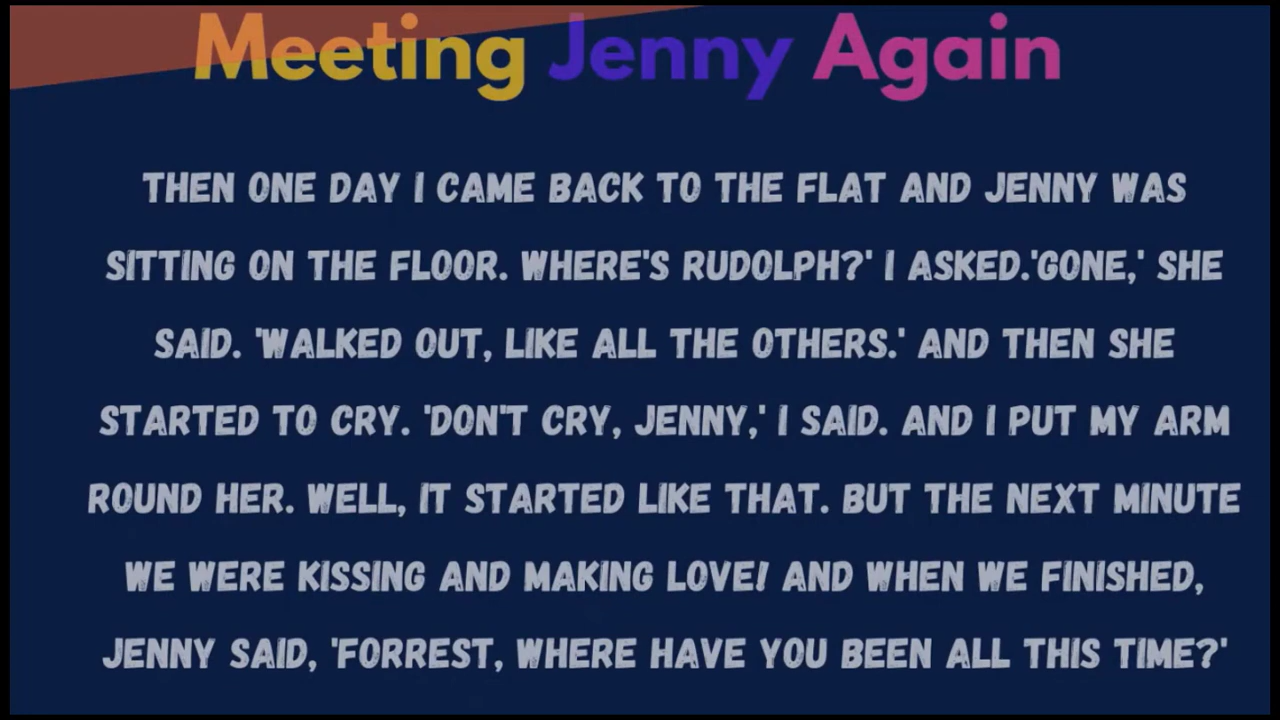 Meeting Jenny Again
THEN ONE DAY I CAME BACK TO THE FLAT AND JENNY WAS
SITTING ON THE FLOOR. WHERE'S RUDOLPH?' I ASKED.'GONE,' SHE
SAID. 'WALKED OUT, LIKE ALL THE OTHERS.' AND THEN SHE
STARTED TO CRY. 'DON'T CRY, JENNY,' I SAID. AND I PUT MY ARM
ROUND HER. WELL, IT STARTED LIKE THAT. BUT THE NEXT MINUTE
WE WERE KISSING AND MAKING LOVE! AND WHEN WE FINISHED,
JENNY SAID, 'FORREST, WHERE HAVE YOU BEEN ALL THIS TIME?'